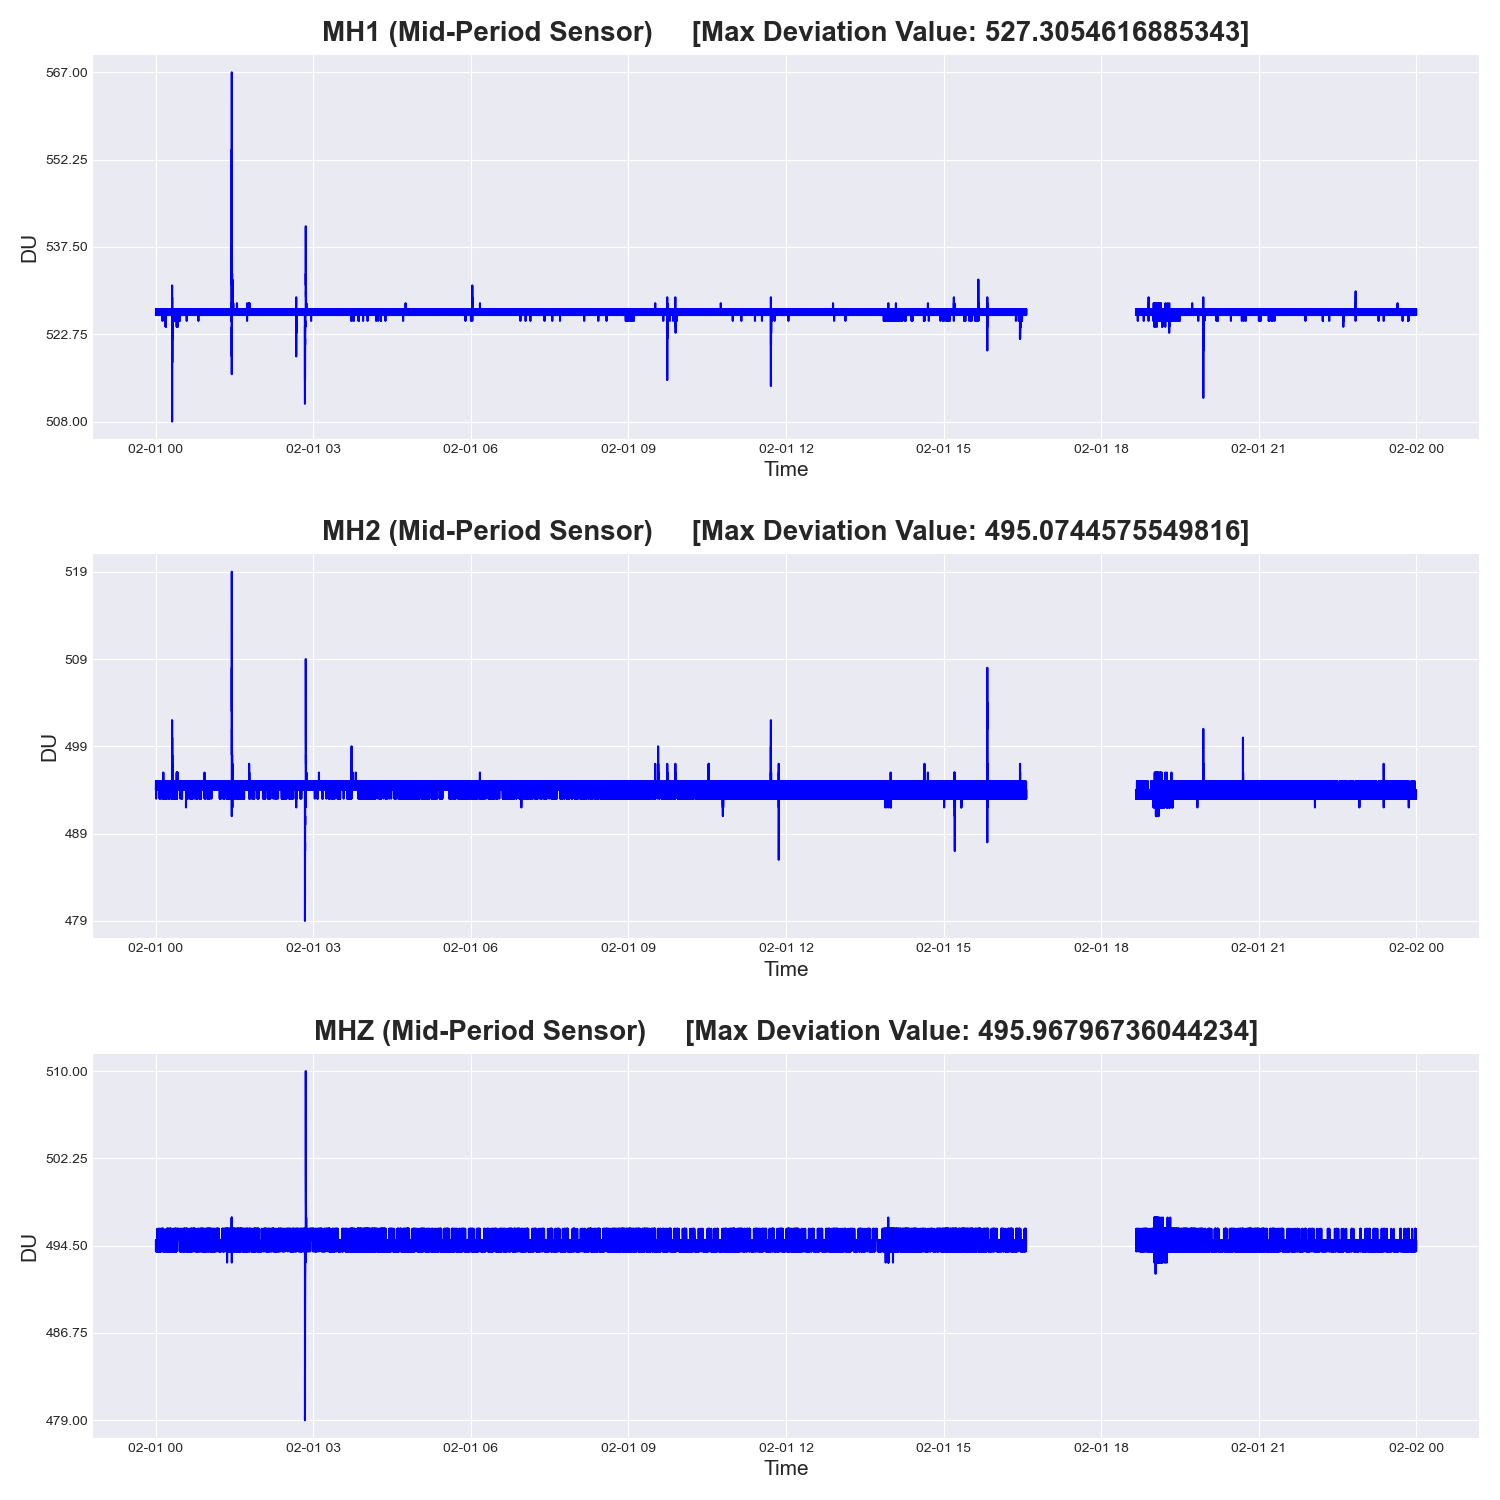 MH1 (Mid-Period Sensor) [Max Deviation Value: 527.3054616885343]
567.00
552.25
537.50
522.75
508.00
DU
02-01 00 02-01 03 02-01 06 02-01 09 02-01 12 02-01 15 02-01 18 02-01 21 02-02 00
Time
MH2 (Mid-Period Sensor) [Max Deviation Value: 495.0744575549816]
519
509
499
489
479
DU
02-01 00 02-01 03 02-01 06 02-01 09 02-01 12 02-01 15 02-01 18 02-01 21 02-02 00
Time
MHZ (Mid-Period Sensor) [Max Deviation Value: 495.96796736044234]
510.00
502.25
494.50
486.75
479.00
DU
02-01 00 02-01 03 02-01 06 02-01 09 02-01 12 02-01 15 02-01 18 02-01 21 02-02 00
Time